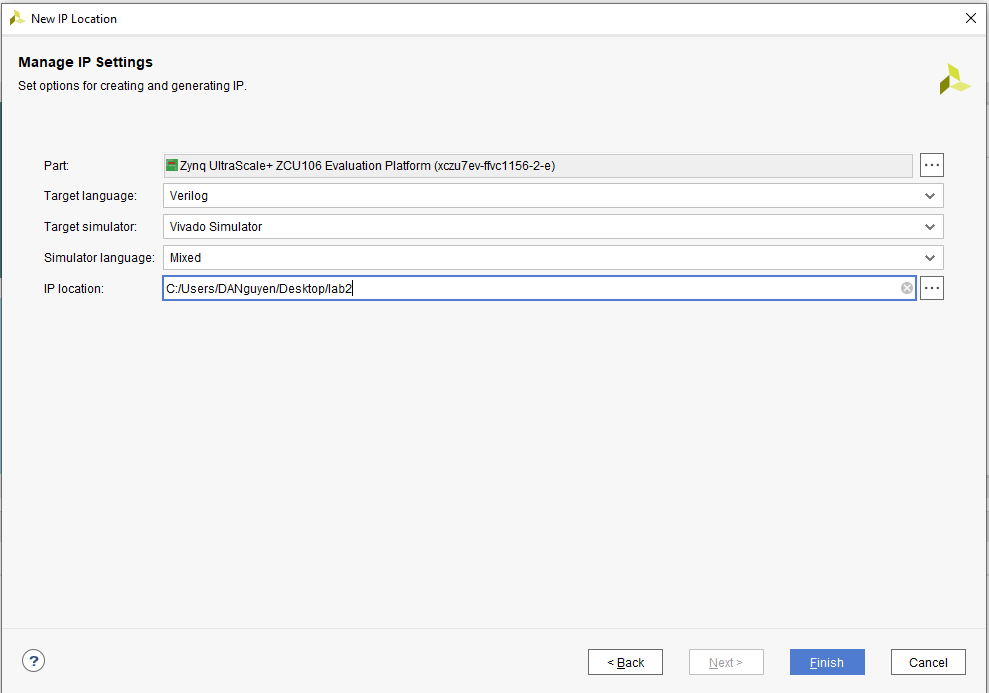 New IP Location
Manage IP Settings
Set options for creating and generating IP.
Part: Zynq UltraScale+ ZCU106 Evaluation Platform (xczu7ev-ffvc1156-2-e) ...
Target language: Verilog
Target simulator: Vivado Simulator
Simulator language: Mixed
IP location: C:/Users/DANguyen/Desktop/lab2 ...
? < Back Next > Finish Cancel